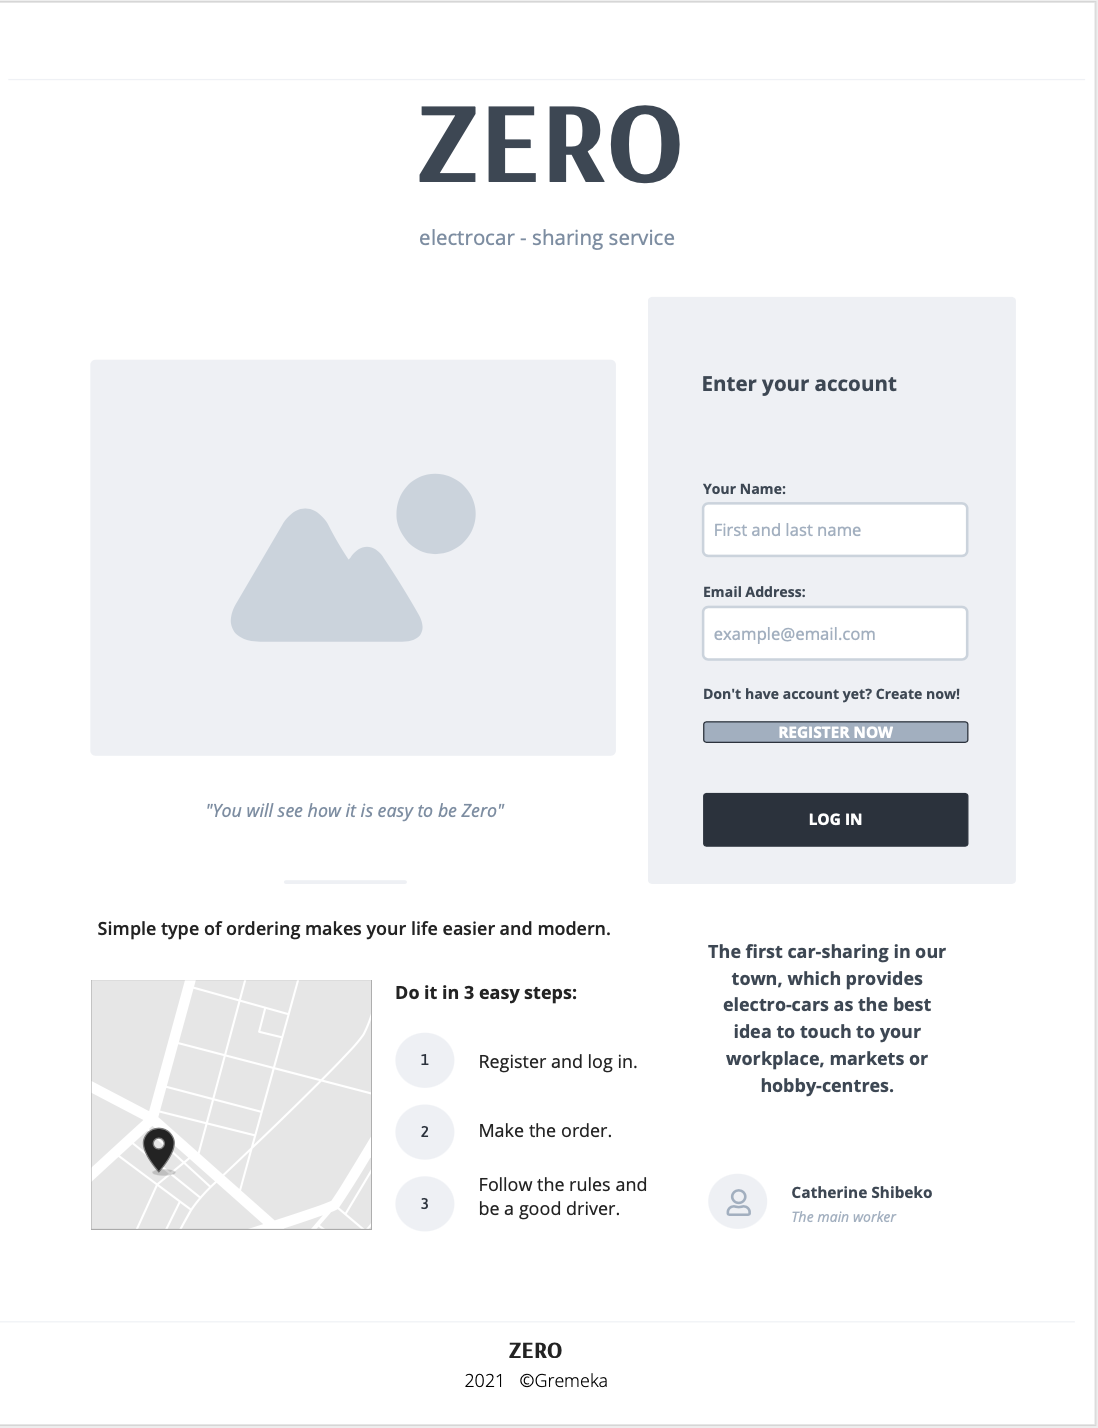 ZERO
electrocar - sharing service
Enter your account
Your Name:
First and last name
Email Address:
example@email.com
Don't have account yet? Create now!
REGISTER NOW
LOG IN
"You will see how it is easy to be Zero"
Simple type of ordering makes your life easier and modern.
Do it in 3 easy steps:
1
Register and log in.
2
Make the order.
3
Follow the rules and
be a good driver.
The first car-sharing in our
town, which provides
electro-cars as the best
idea to touch to your
workplace, markets or
hobby-centres.
Catherine Shibeko
The main worker
ZERO
2021 ©Gremeka